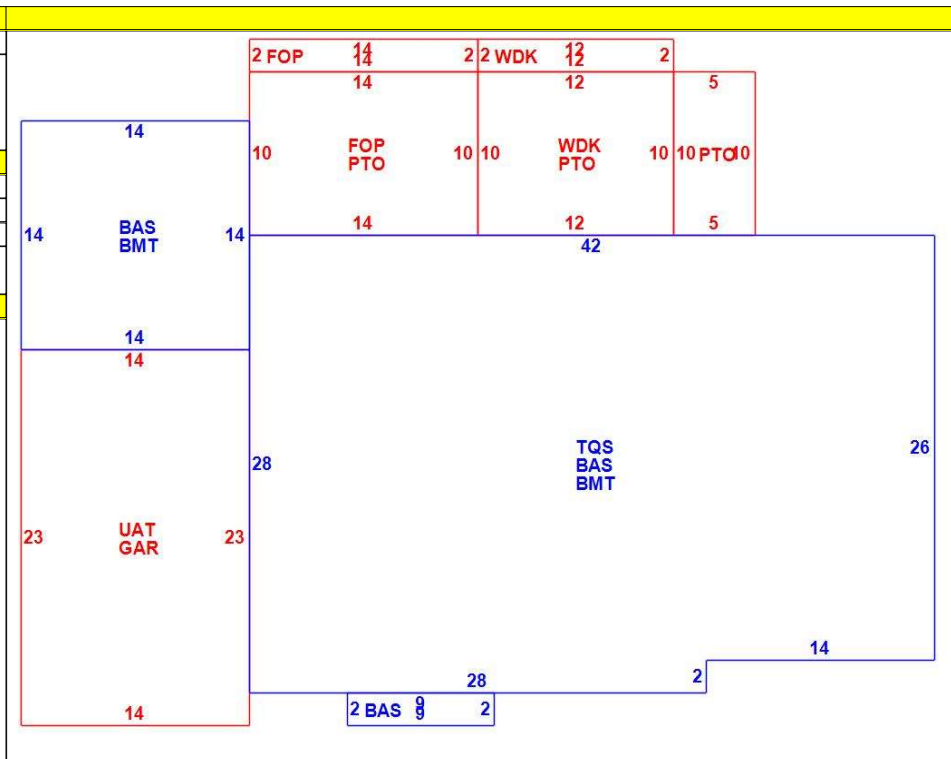 2 FOP 14 2 2 WDK 12 2
14 12
14 12 5
14
10 FOP 10 10 WDK 10 10 PTO 10
PTO PTO
14 BAS 14
BMT
14 12 5
42
14
14
28 TQS 26
BAS
BMT
23 UAT 23
GAR
14
28 2
14 2 BAS 9 2
9